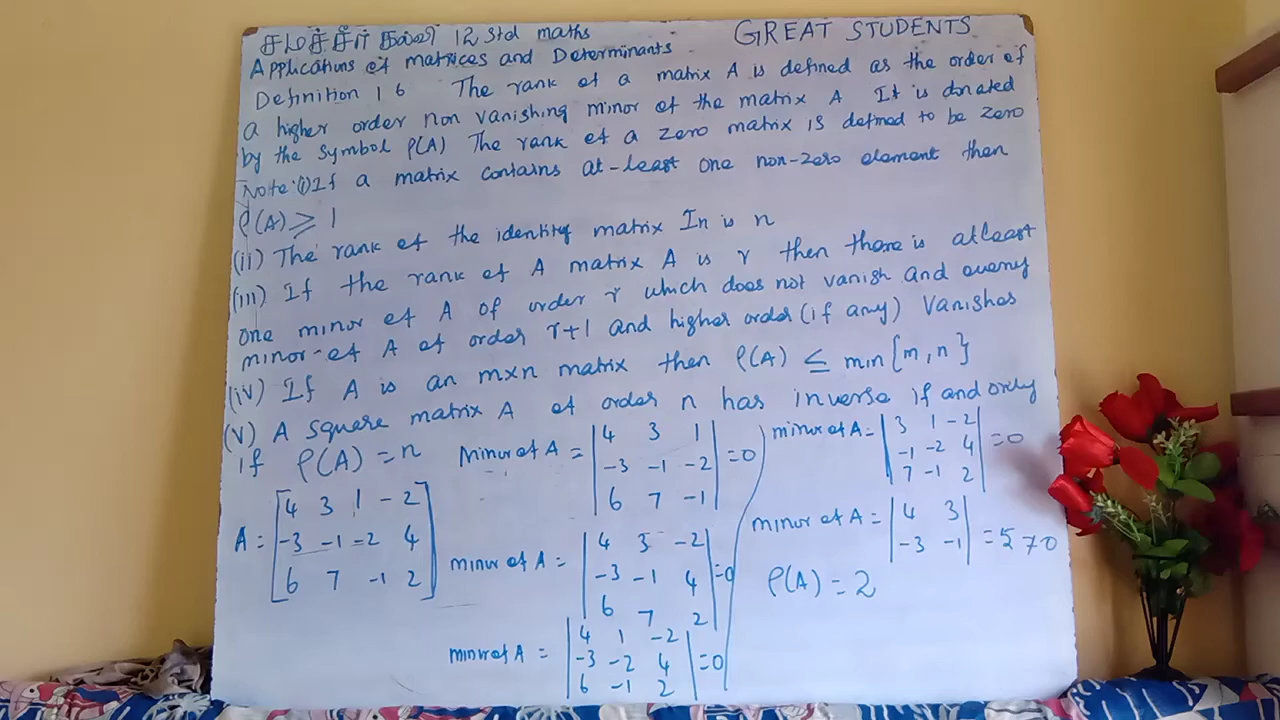 சமச்சீர் கல்வி 12 Std maths GREAT STUDENTS
Applications of matrices and Determinants
Definition 1 6 The rank of a matrix A is defined as the order of
a higher order non vanishing minor of the matrix A It is donated
by the symbol ρ(A) The rank of a zero matrix is defined to be zero
Note:(i) If a matrix contains at-least one non-zero element then
ρ(A) ≥ 1
(ii) The rank of the identity matrix In is n
(iii) If the rank of A matrix A is r then there is atleast
one minor of A of order r which does not vanish and every
minor of A of order r+1 and higher order (if any) vanishes
(iv) If A is an m×n matrix then ρ(A) ≤ min {m, n}
(v) A square matrix A of order n has inverse if and only
if ρ(A) = n
A = [4 3 1 -2
-3 -1 -2 4
6 7 -1 2]
minor of A = |4 3 1
-3 -1 -2
6 7 -1| = 0
minor of A = |4 3 -2
-3 -1 4
6 7 2| = 0
minor of A = |4 1 -2
-3 -2 4
6 -1 2| = 0
minor of A = |3 1 -2
-1 -2 4
7 -1 2| = 0
minor of A = |4 3
-3 -1| = 5 ≠ 0
ρ(A) = 2